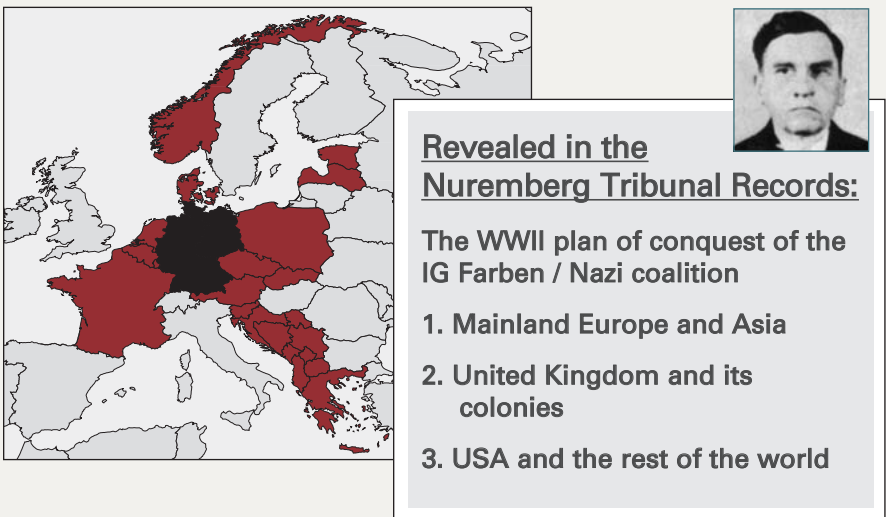 Revealed in the
Nuremberg Tribunal Records:
The WWII plan of conquest of the
IG Farben / Nazi coalition
1. Mainland Europe and Asia
2. United Kingdom and its
colonies
3. USA and the rest of the world